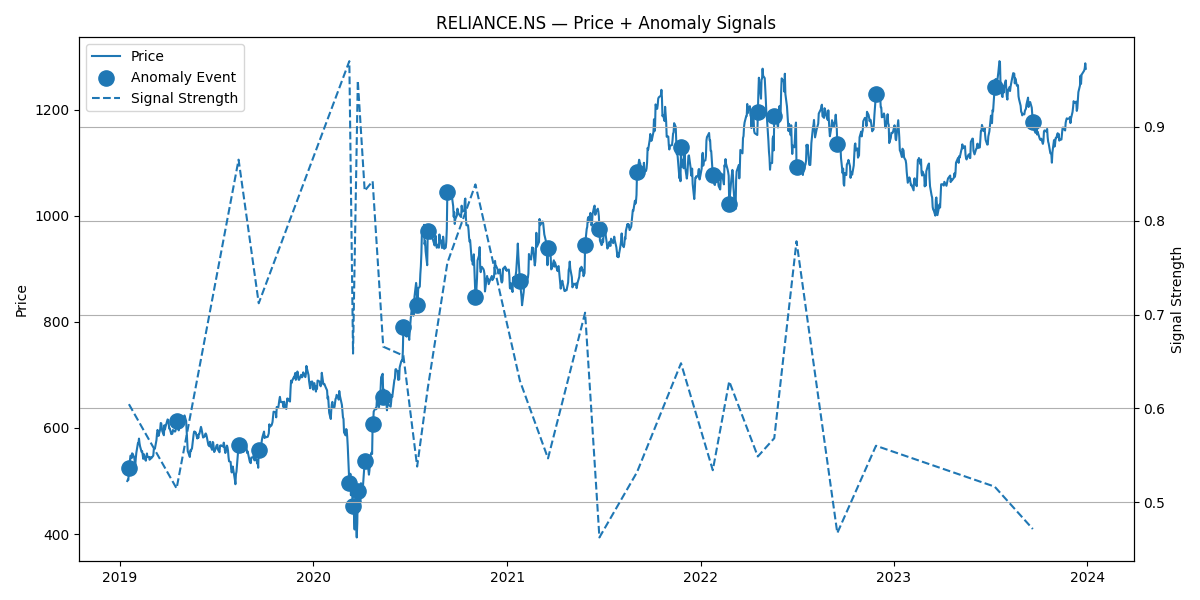 RELIANCE.NS — Price + Anomaly Signals
Price
Anomaly Event
Signal Strength
1200
1000
800
600
400
Price
0.9
0.8
0.7
0.6
0.5
Signal Strength
2019
2020
2021
2022
2023
2024